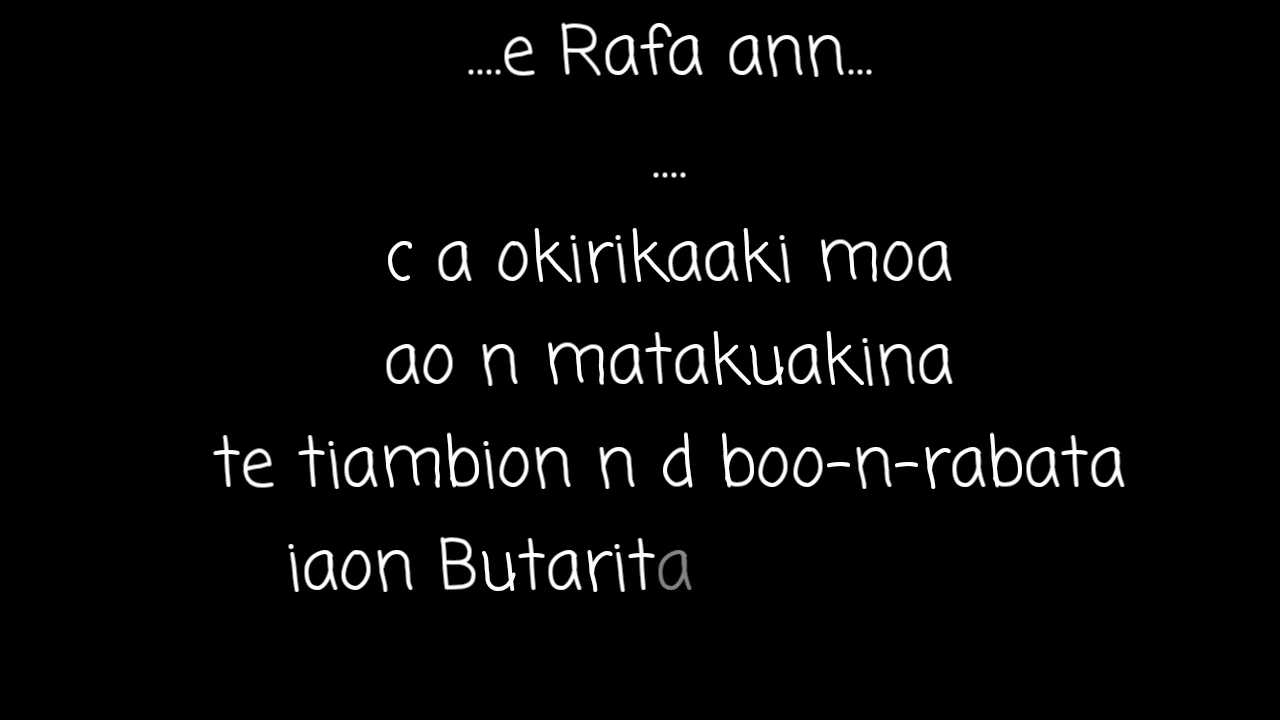 ....e Rafa ann...
....
c a okirikaaki moa
ao n matakuakina
te tiambion n d boo-n-rabata
iaon Butarita